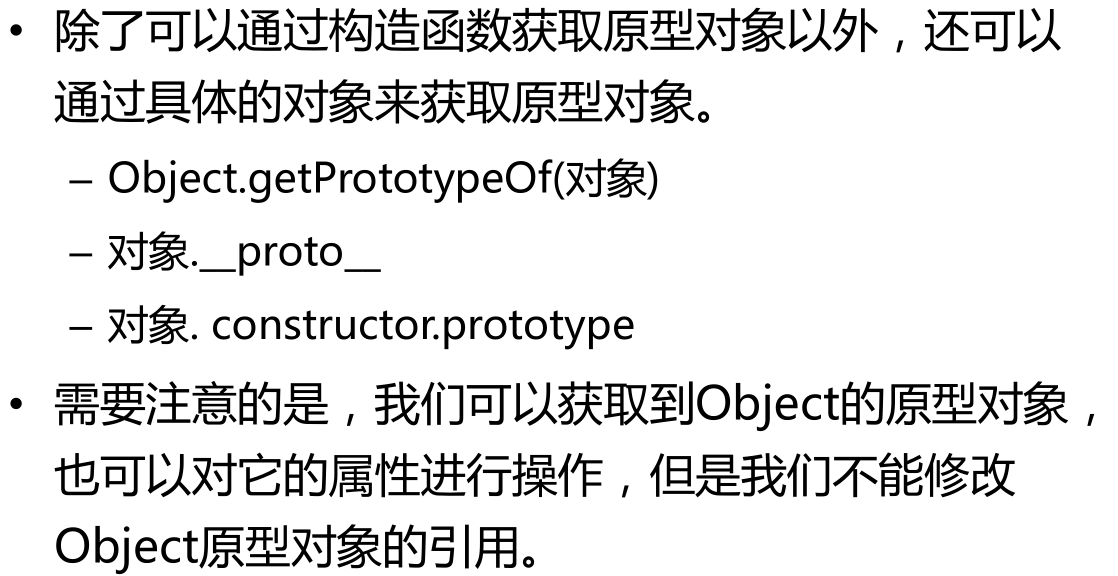 • 除了可以通过构造函数获取原型对象以外，还可以
通过具体的对象来获取原型对象。
– Object.getPrototypeOf(对象)
– 对象.__proto__
– 对象. constructor.prototype
• 需要注意的是，我们可以获取到Object的原型对象，
也可以对它的属性进行操作，但是我们不能修改
Object原型对象的引用。